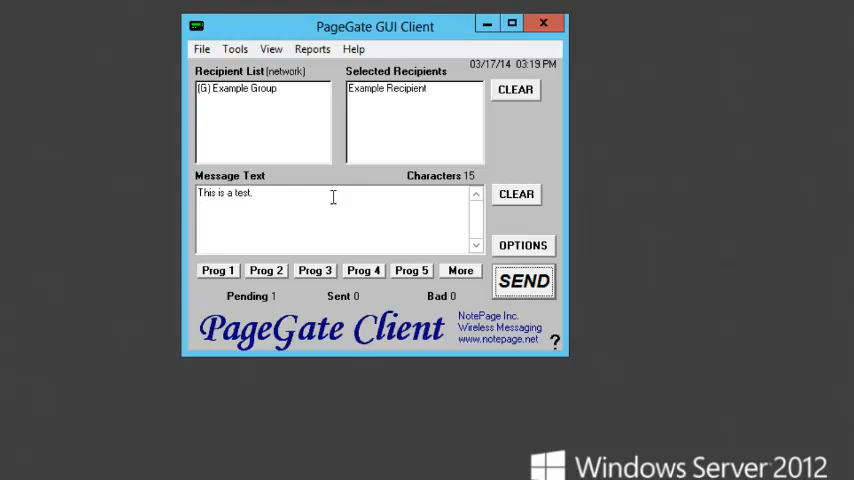 PageGate GUI Client
File Tools View Reports Help
03/17/14 03:19 PM
Recipient List (network) Selected Recipients
(G) Example Group
Example Recipient
CLEAR
Message Text Characters 15
This is a test.
CLEAR
OPTIONS
Prog 1 Prog 2 Prog 3 Prog 4 Prog 5 More
SEND
Pending 1 Sent 0 Bad 0
PageGate Client
NotePage Inc.
Wireless Messaging
www.notepage.net
?
Windows Server 2012